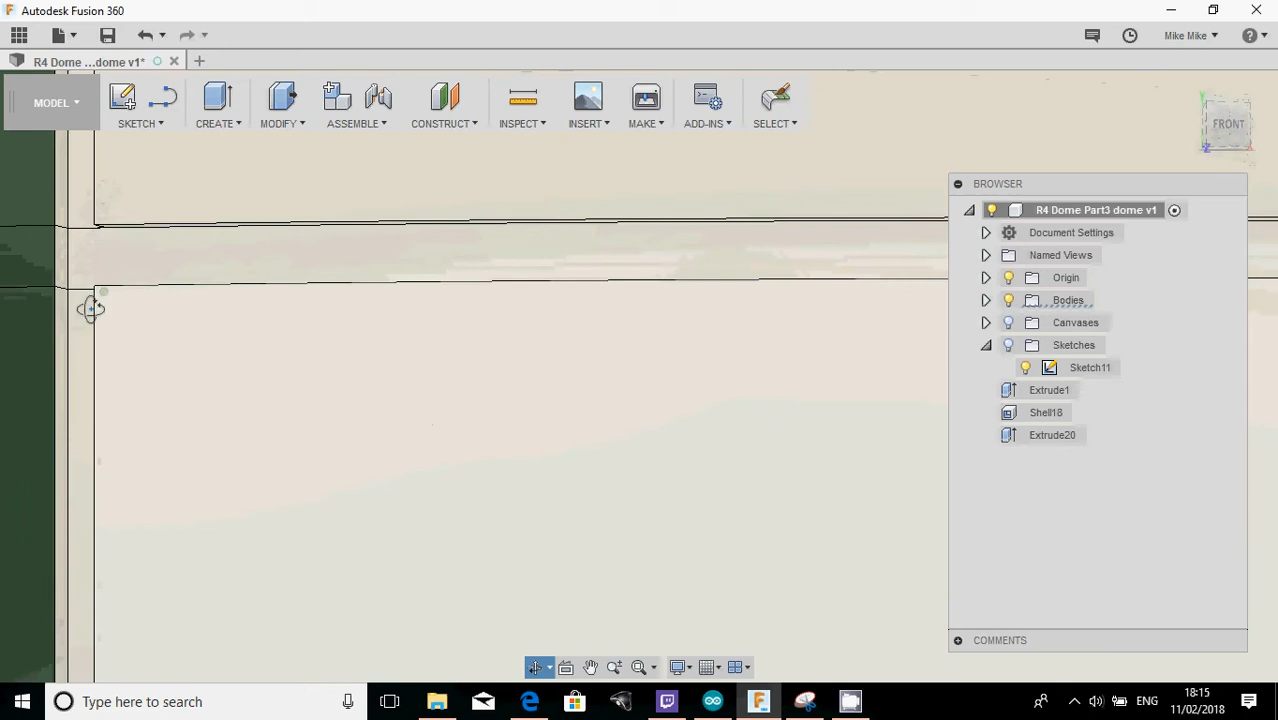 Autodesk Fusion 360
Mike Mike
R4 Dome ...dome v1*
MODEL
SKETCH
CREATE
MODIFY
ASSEMBLE
CONSTRUCT
INSPECT
INSERT
MAKE
ADD-INS
SELECT
FRONT
BROWSER
R4 Dome Part3 dome v1
Document Settings
Named Views
Origin
Bodies
Canvases
Sketches
Sketch11
Extrude1
Shell18
Extrude20
COMMENTS
Type here to search
ENG
18:15
11/02/2018